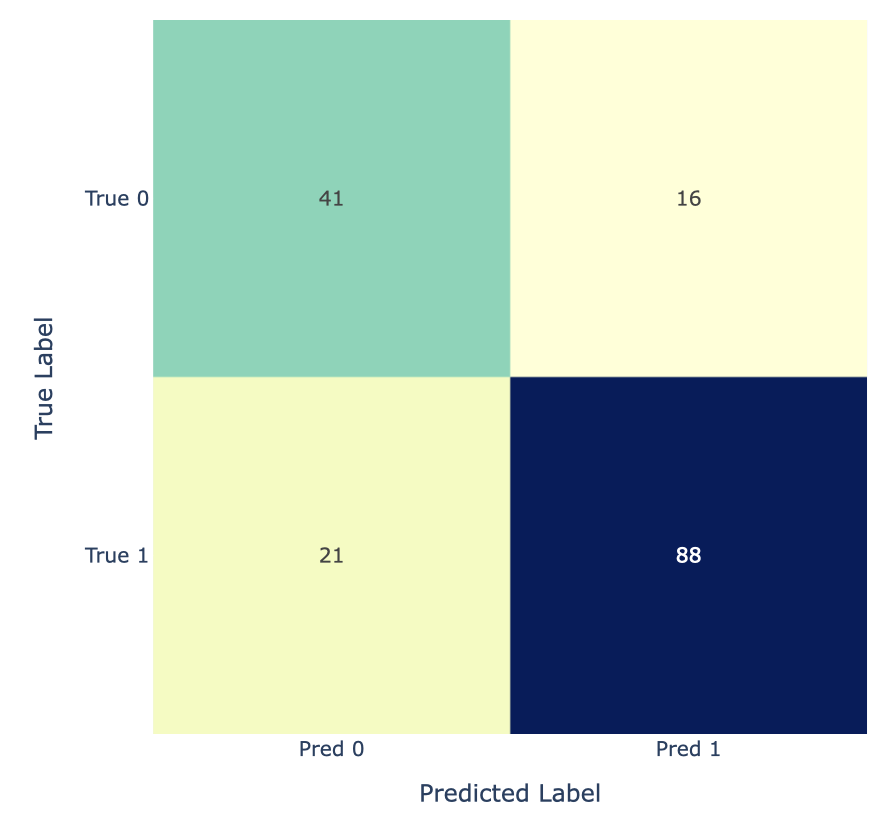 True 0
41
16
True Label
True 1
21
88
Pred 0
Pred 1
Predicted Label